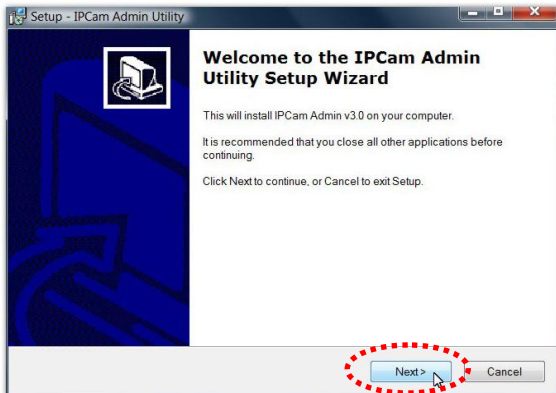 Setup - IPCam Admin Utility
Welcome to the IPCam Admin
Utility Setup Wizard
This will install IPCam Admin v3.0 on your computer.
It is recommended that you close all other applications before
continuing.
Click Next to continue, or Cancel to exit Setup.
Next >
Cancel